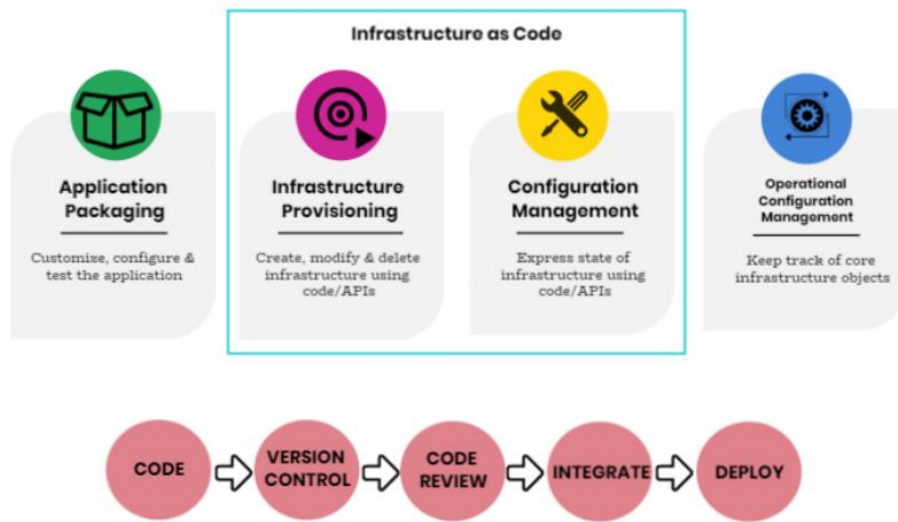 Infrastructure as Code
Application
Packaging
Customize, configure &
test the application
Infrastructure
Provisioning
Create, modify & delete
infrastructure using
code/APIs
Configuration
Management
Express state of
infrastructure using
code/APIs
Operational
Configuration
Management
Keep track of core
infrastructure objects
CODE
VERSION
CONTROL
CODE
REVIEW
INTEGRATE
DEPLOY